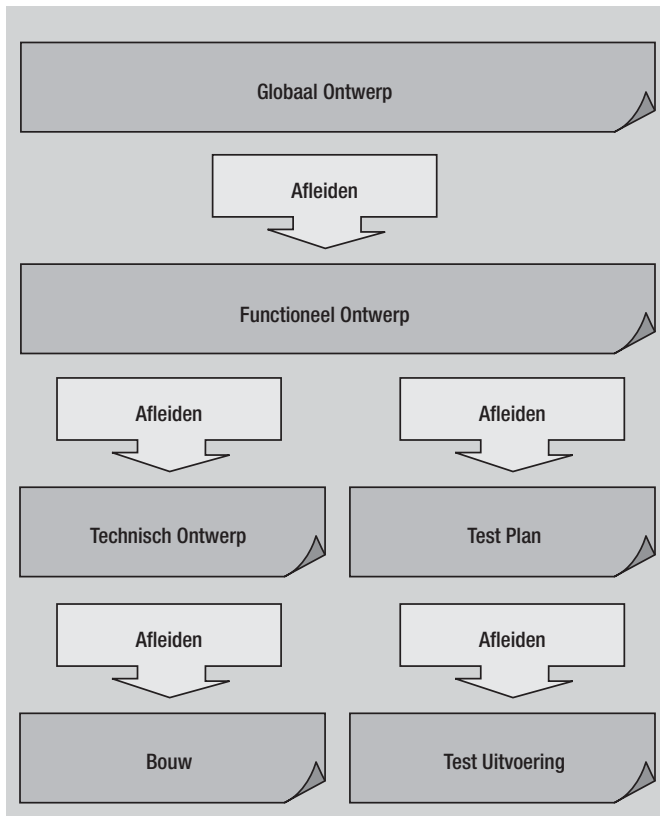 Globaal Ontwerp
Afleiden
Functioneel Ontwerp
Afleiden
Afleiden
Technisch Ontwerp
Test Plan
Afleiden
Afleiden
Bouw
Test Uitvoering